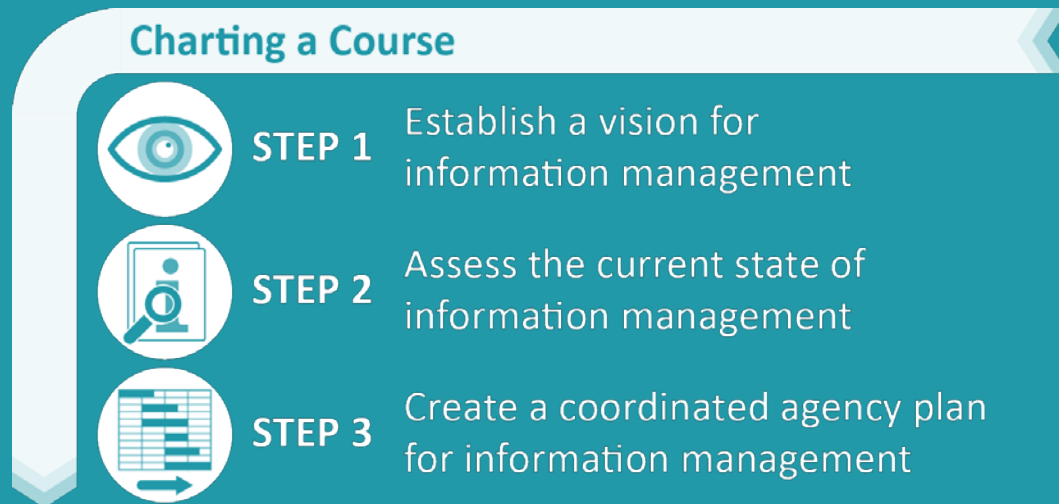 Charting a Course
STEP 1
Establish a vision for
information management
STEP 2
Assess the current state of
information management
STEP 3
Create a coordinated agency plan
for information management